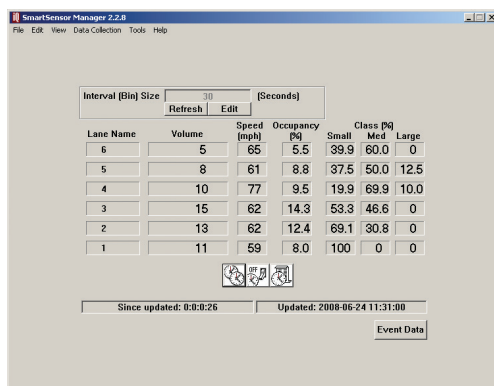 SmartSensor Manager 2.2.8
File Edit View Data Collection Tools Help
Interval (Bin) Size 30 (Seconds)
Refresh Edit
Speed Occupancy Class (%)
Lane Name Volume (mph) (%) Small Med Large
6 5 65 5.5 39.9 60.0 0
5 8 61 8.8 37.5 50.0 12.5
4 10 77 9.5 19.9 69.9 10.0
3 15 62 14.3 53.3 46.6 0
2 13 62 12.4 69.1 30.8 0
1 11 59 8.0 100 0 0
OFF
Since updated: 0:0:0:26 Updated: 2008-06-24 11:31:00
Event Data